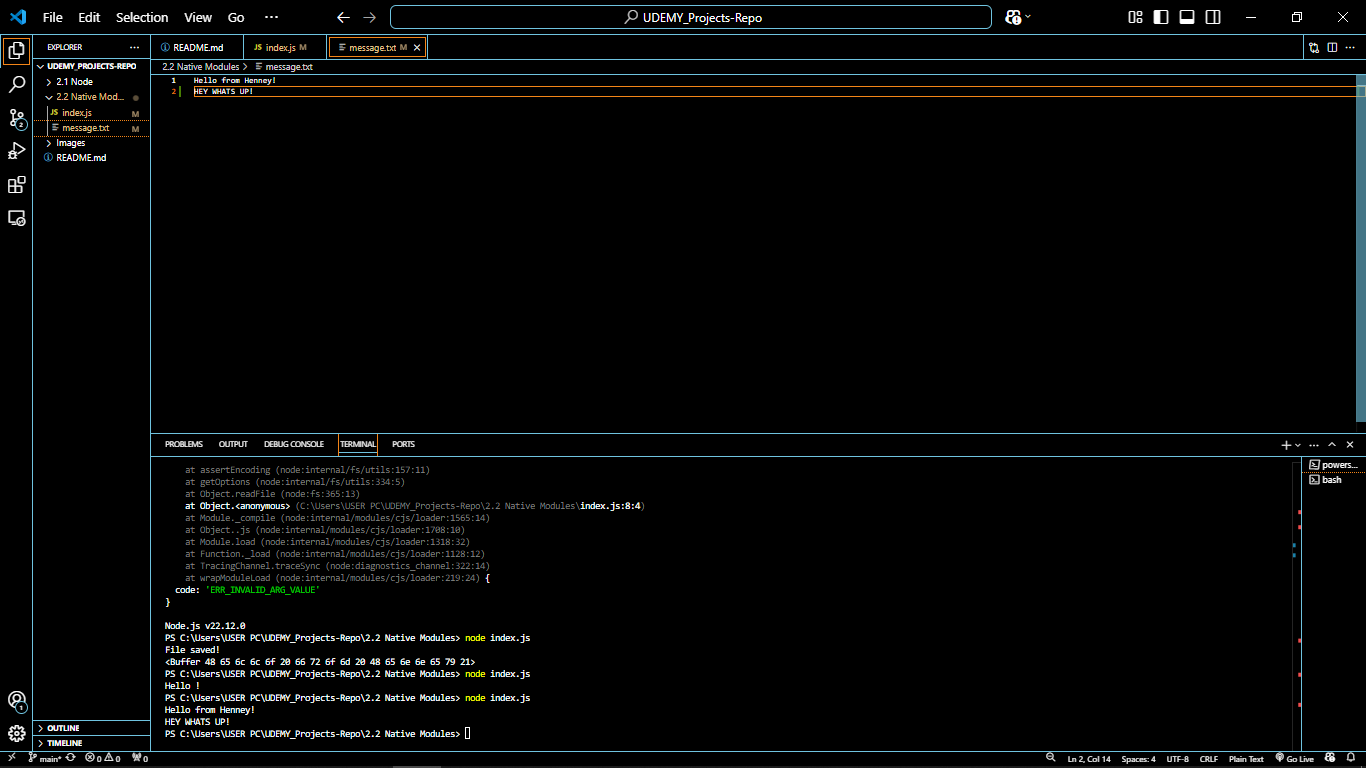 File Edit Selection View Go ···
UDEMY_Projects-Repo
EXPLORER ···
UDEMY_PROJECTS-REPO
2.1 Node
2.2 Native Mod...
JS index.js M
message.txt M
Images
README.md
OUTLINE
TIMELINE
2
1
README.md JS index.js M message.txt M
2.2 Native Modules > message.txt
1 Hello from Henney!
2 HEY WHATS UP!
PROBLEMS OUTPUT DEBUG CONSOLE TERMINAL PORTS
at assertEncoding (node:internal/fs/utils:157:11)
at getOptions (node:internal/fs/utils:334:5)
at Object.readFile (node:fs:365:13)
at Object.<anonymous> (C:\Users\USER PC\UDEMY_Projects-Repo\2.2 Native Modules\index.js:8:4)
at Module._compile (node:internal/modules/cjs/loader:1565:14)
at Object..js (node:internal/modules/cjs/loader:1708:10)
at Module.load (node:internal/modules/cjs/loader:1318:32)
at Function._load (node:internal/modules/cjs/loader:1128:12)
at TracingChannel.traceSync (node:diagnostics_channel:322:14)
at wrapModuleLoad (node:internal/modules/cjs/loader:219:24) {
code: 'ERR_INVALID_ARG_VALUE'
}
Node.js v22.12.0
PS C:\Users\USER PC\UDEMY_Projects-Repo\2.2 Native Modules> node index.js
File saved!
<Buffer 48 65 6c 6c 6f 20 66 72 6f 6d 20 48 65 6e 6e 65 79 21>
PS C:\Users\USER PC\UDEMY_Projects-Repo\2.2 Native Modules> node index.js
Hello !
PS C:\Users\USER PC\UDEMY_Projects-Repo\2.2 Native Modules> node index.js
Hello from Henney!
HEY WHATS UP!
PS C:\Users\USER PC\UDEMY_Projects-Repo\2.2 Native Modules>
powers...
bash
main* 0 0 0 Ln 2, Col 14 Spaces: 4 UTF-8 CRLF Plain Text Go Live